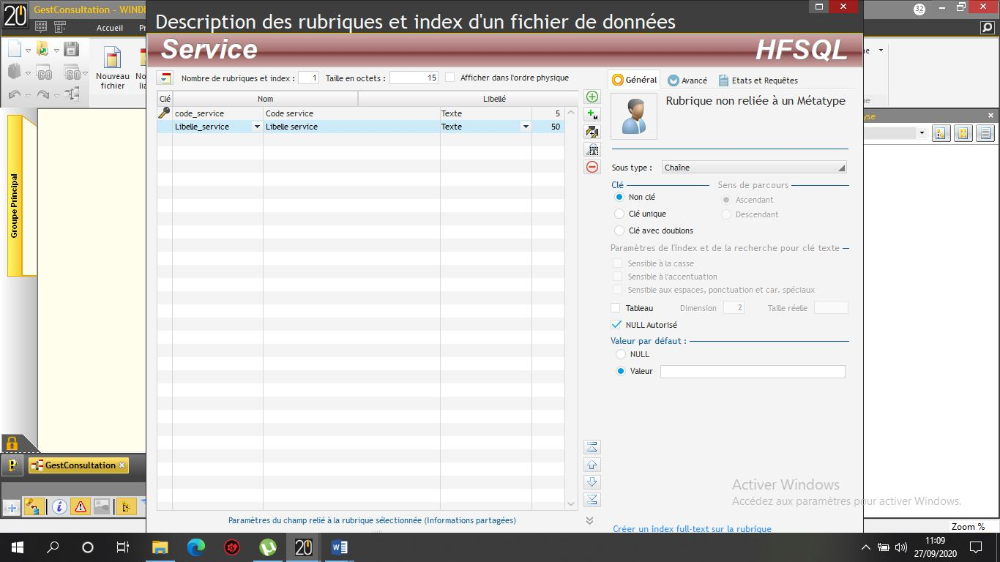 GestConsultation - WIND
Description des rubriques et index d'un fichier de données
32
Accueil
Service
HFSQL
Nouveau
fichier
Nombre de rubriques et index : 1 Taille en octets : 15 Afficher dans l'ordre physique
Général Avancé Etats et Requêtes
Clé Nom Libellé
Rubrique non reliée à un Métatype
code_service Code service Texte 5
Libelle_service Libelle service Texte 50
Sous type : Chaîne
Clé Sens de parcours
Non clé Ascendant
Clé unique Descendant
Clé avec doublons
Paramètres de l'index et de la recherche pour clé texte
Sensible à la casse
Sensible à l'accentuation
Sensible aux espaces, ponctuation et car. spéciaux
Tableau Dimension 2 Taille réelle
NULL Autorisé
Valeur par défaut :
NULL
Valeur
Groupe Principal
GestConsultation
Activer Windows
Accédez aux paramètres pour activer Windows.
Paramètres du champ relié à la rubrique sélectionnée (Informations partagées)
Créer un index full-text sur la rubrique
Zoom %
20
11:09
27/09/2020